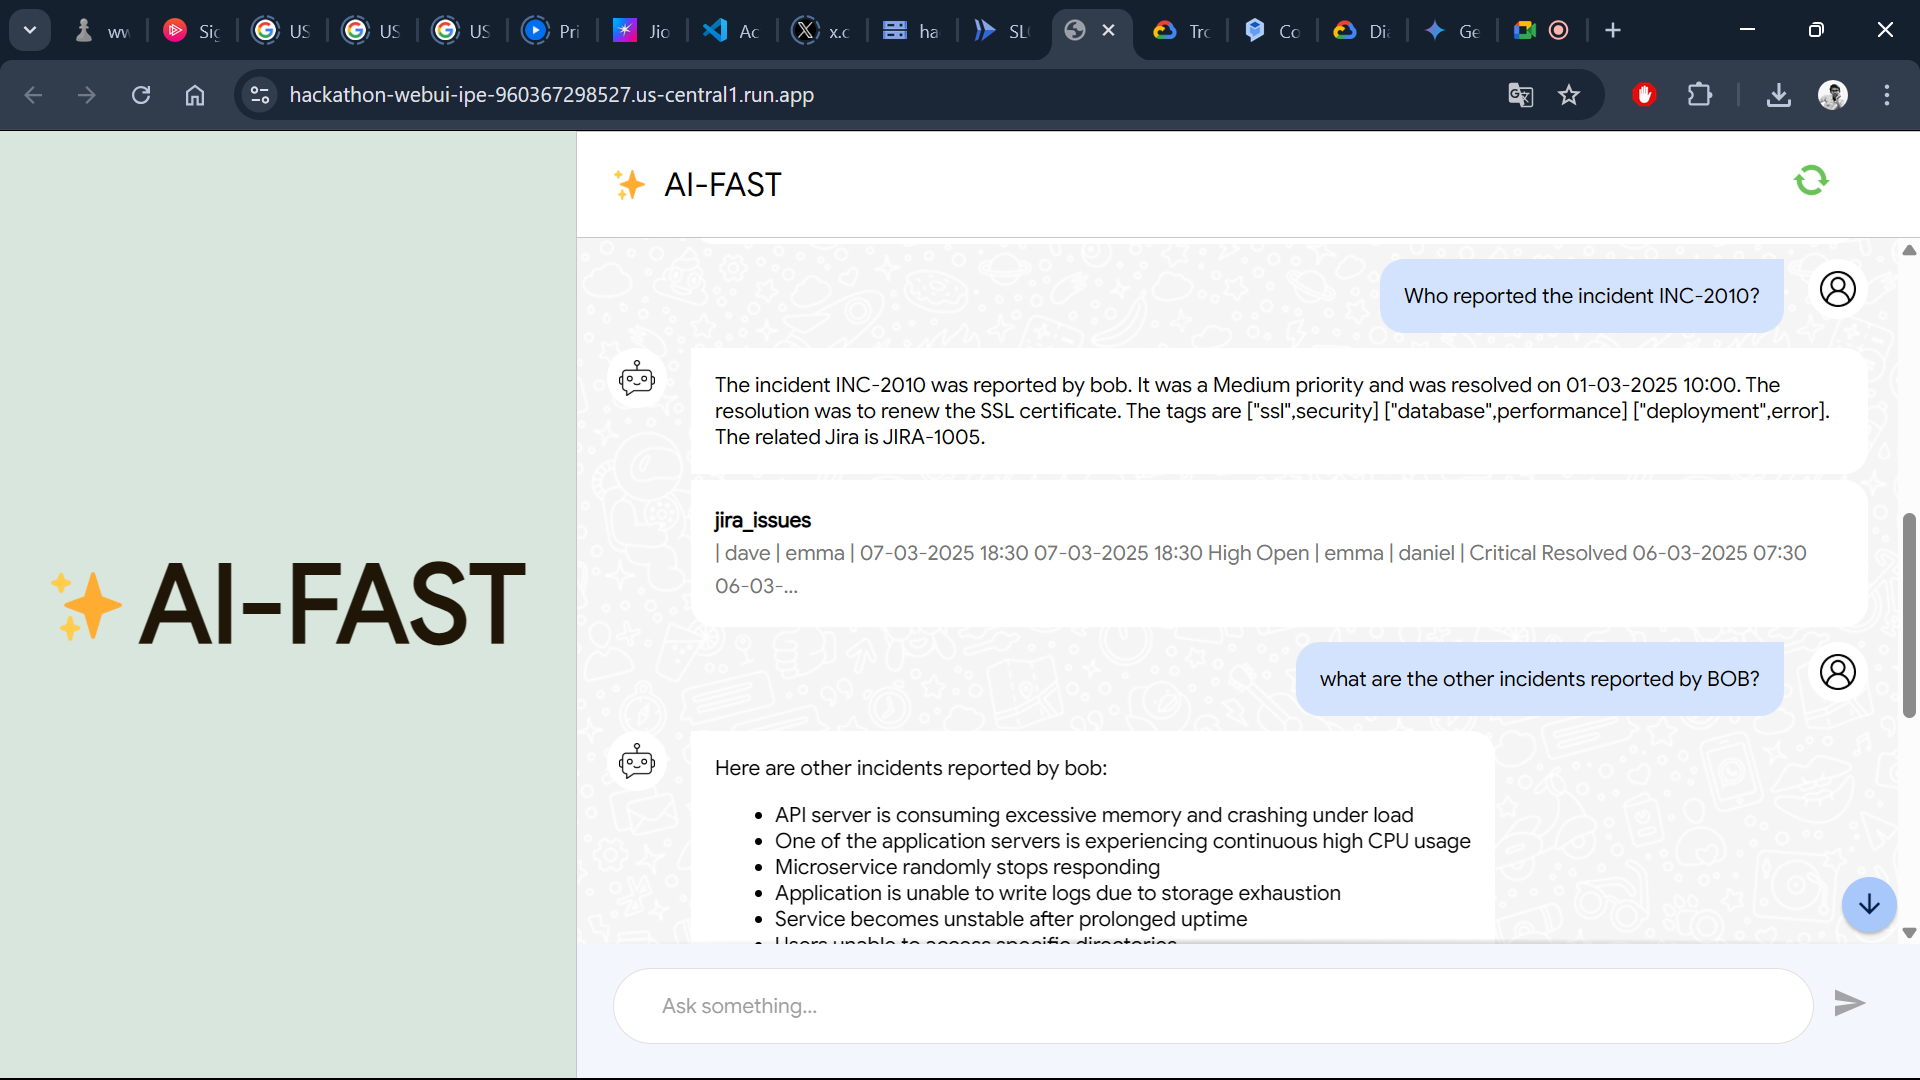 ww
Sig
US
US
US
Pri
Jio
Ac
x.c
ha
SL
Tro
Co
Dia
Ge
hackathon-webui-ipe-960367298527.us-central1.run.app
AI-FAST
AI-FAST
Who reported the incident INC-2010?
The incident INC-2010 was reported by bob. It was a Medium priority and was resolved on 01-03-2025 10:00. The
resolution was to renew the SSL certificate. The tags are ["ssl",security] ["database",performance] ["deployment",error].
The related Jira is JIRA-1005.
jira_issues
| dave | emma | 07-03-2025 18:30 07-03-2025 18:30 High Open | emma | daniel | Critical Resolved 06-03-2025 07:30
06-03-...
what are the other incidents reported by BOB?
Here are other incidents reported by bob:
• API server is consuming excessive memory and crashing under load
• One of the application servers is experiencing continuous high CPU usage
• Microservice randomly stops responding
• Application is unable to write logs due to storage exhaustion
• Service becomes unstable after prolonged uptime
• Users unable to access specific directories
Ask something...